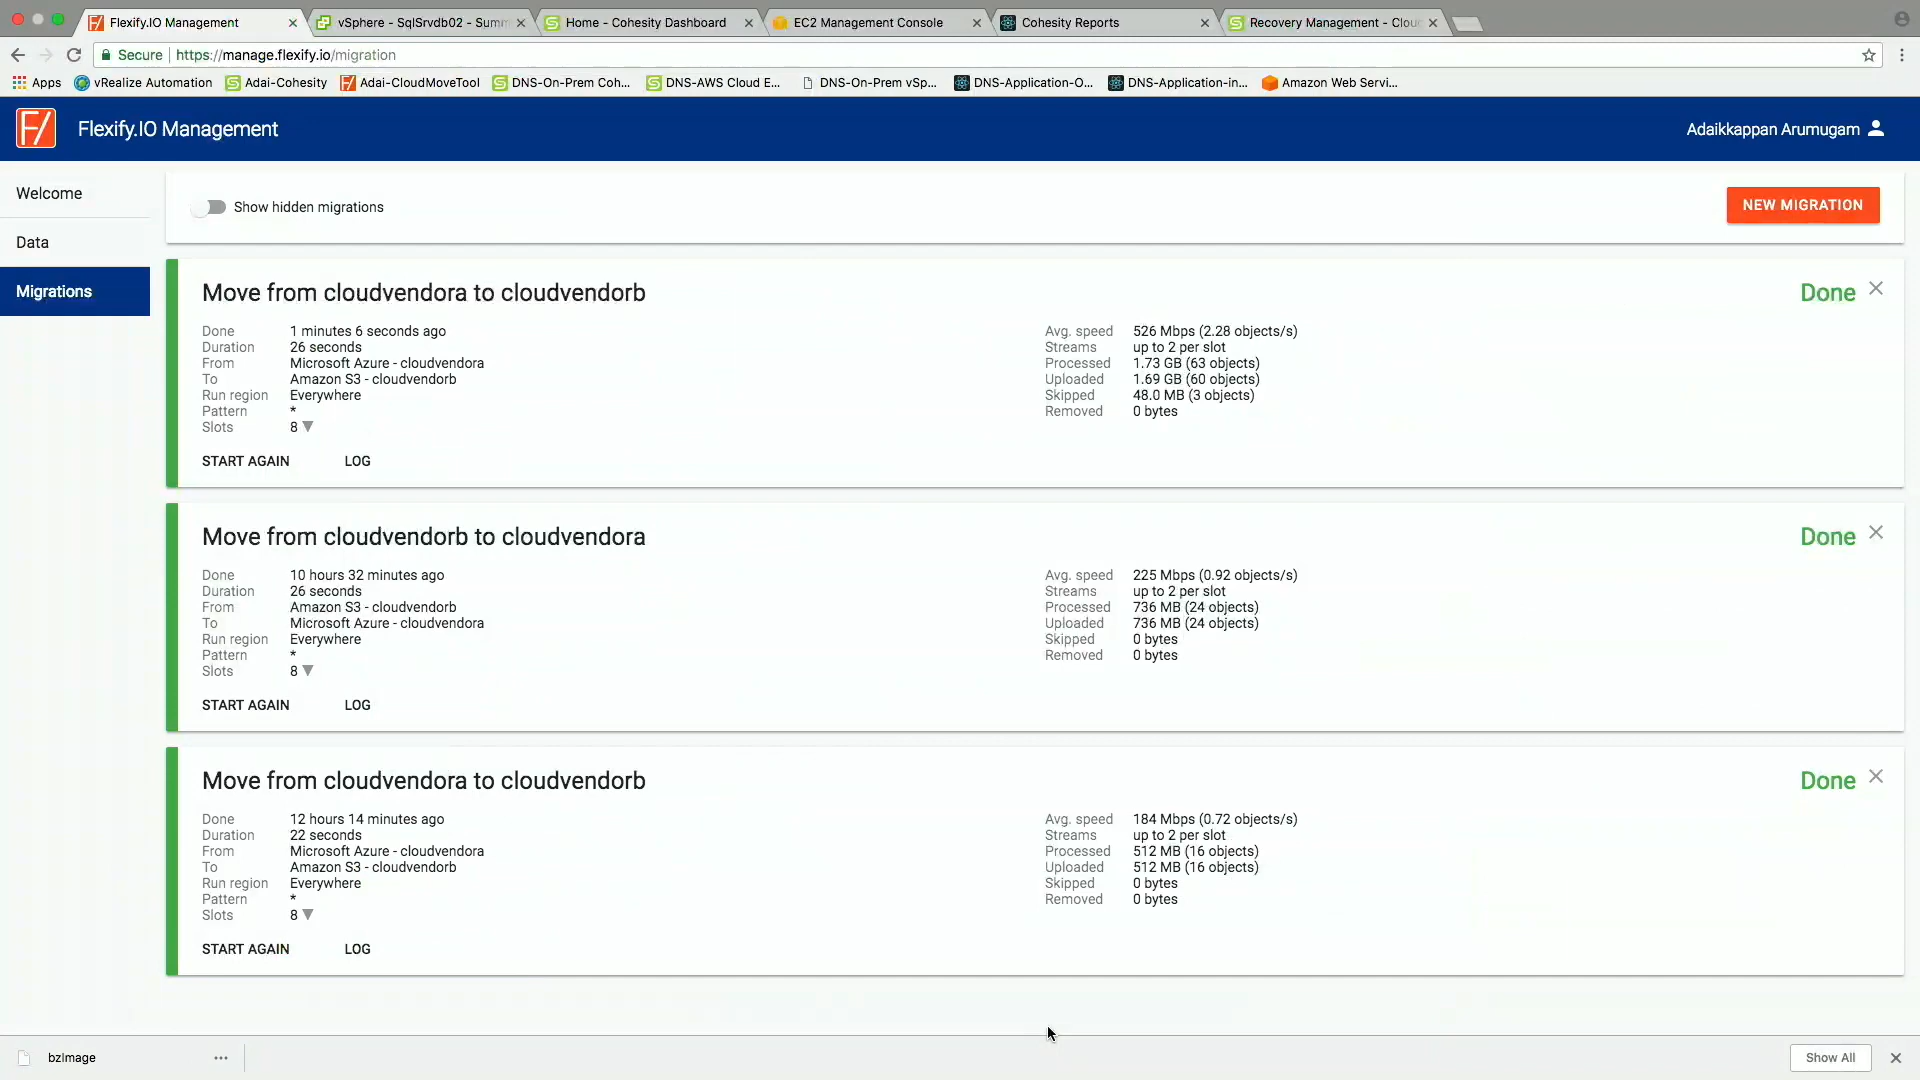 Flexify.IO Management
vSphere - SqlSrvdb02 - Summ
Home - Cohesity Dashboard
EC2 Management Console
Cohesity Reports
Recovery Management - Clou
Secure
https://manage.flexify.io/migration
Apps
vRealize Automation
Adai-Cohesity
Adai-CloudMoveTool
DNS-On-Prem Coh...
DNS-AWS Cloud E...
DNS-On-Prem vSp...
DNS-Application-O...
DNS-Application-in...
Amazon Web Servi...
F/
Flexify.IO Management
Adaikkappan Arumugam
Welcome
Data
Migrations
Show hidden migrations
NEW MIGRATION
Move from cloudvendora to cloudvendorb
Done
Done 1 minutes 6 seconds ago
Duration 26 seconds
From Microsoft Azure - cloudvendora
To Amazon S3 - cloudvendorb
Run region Everywhere
Pattern *
Slots 8
Avg. speed 526 Mbps (2.28 objects/s)
Streams up to 2 per slot
Processed 1.73 GB (63 objects)
Uploaded 1.69 GB (60 objects)
Skipped 48.0 MB (3 objects)
Removed 0 bytes
START AGAIN LOG
Move from cloudvendorb to cloudvendora
Done
Done 10 hours 32 minutes ago
Duration 26 seconds
From Amazon S3 - cloudvendorb
To Microsoft Azure - cloudvendora
Run region Everywhere
Pattern *
Slots 8
Avg. speed 225 Mbps (0.92 objects/s)
Streams up to 2 per slot
Processed 736 MB (24 objects)
Uploaded 736 MB (24 objects)
Skipped 0 bytes
Removed 0 bytes
START AGAIN LOG
Move from cloudvendora to cloudvendorb
Done
Done 12 hours 14 minutes ago
Duration 22 seconds
From Microsoft Azure - cloudvendora
To Amazon S3 - cloudvendorb
Run region Everywhere
Pattern *
Slots 8
Avg. speed 184 Mbps (0.72 objects/s)
Streams up to 2 per slot
Processed 512 MB (16 objects)
Uploaded 512 MB (16 objects)
Skipped 0 bytes
Removed 0 bytes
START AGAIN LOG
bzImage
Show All